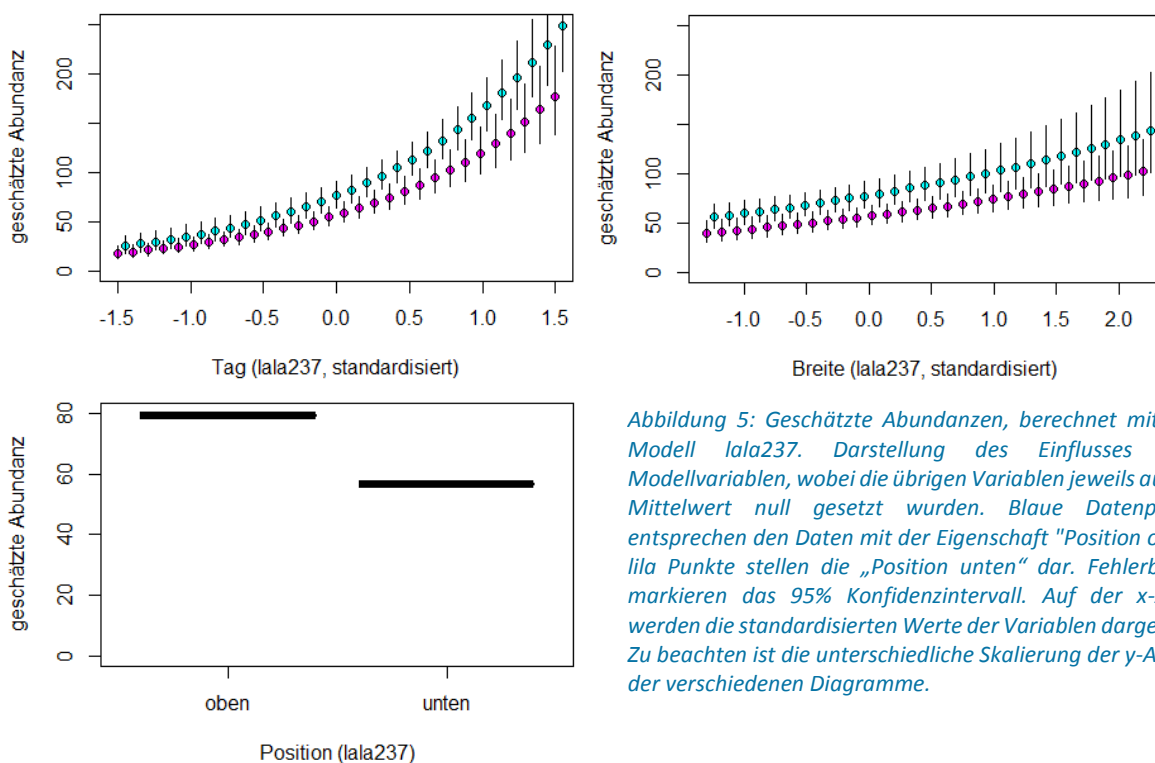 geschätzte Abundanz
200
100
50
0
-1.5 -1.0 -0.5 0.0 0.5 1.0 1.5
Tag (lala237, standardisiert)
geschätzte Abundanz
200
100
50
0
-1.0 -0.5 0.0 0.5 1.0 1.5 2.0
Breite (lala237, standardisiert)
geschätzte Abundanz
80
60
40
20
0
oben unten
Position (lala237)
Abbildung 5: Geschätzte Abundanzen, berechnet mit
Modell lala237. Darstellung des Einflusses
Modellvariablen, wobei die übrigen Variablen jeweils au
Mittelwert null gesetzt wurden. Blaue Datenp
entsprechen den Daten mit der Eigenschaft "Position o
lila Punkte stellen die „Position unten“ dar. Fehlerb
markieren das 95% Konfidenzintervall. Auf der x-
werden die standardisierten Werte der Variablen darge
Zu beachten ist die unterschiedliche Skalierung der y-A
der verschiedenen Diagramme.